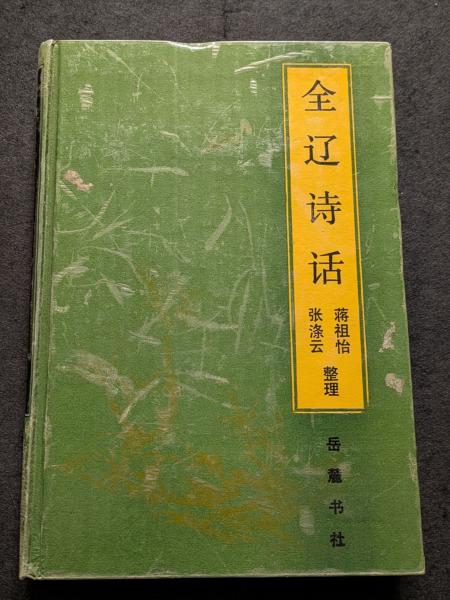 全辽诗话
蒋祖怡
张涤云
整理
岳麓书社